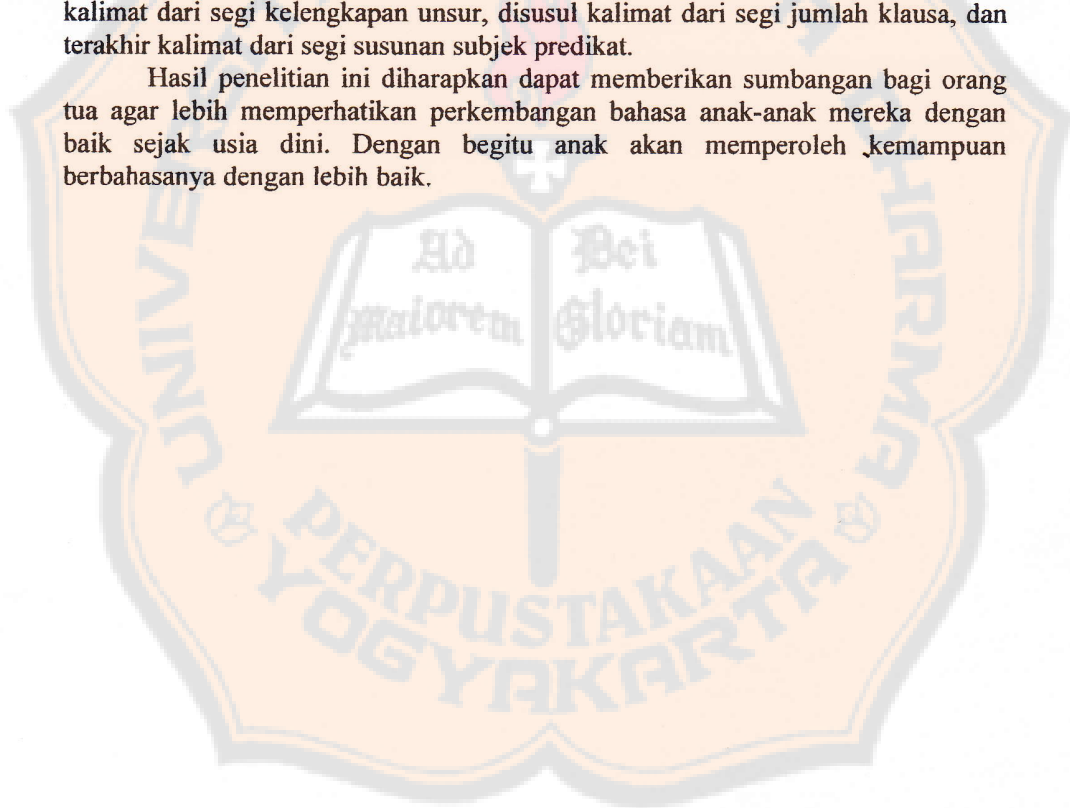 kalimat dari segi kelengkapan unsur, disusul kalimat dari segi jumlah klausa, dan
terakhir kalimat dari segi susunan subjek predikat.
Hasil penelitian ini diharapkan dapat memberikan sumbangan bagi orang
tua agar lebih memperhatikan perkembangan bahasa anak-anak mereka dengan
baik sejak usia dini. Dengan begitu anak akan memperoleh kemampuan
berbahasanya dengan lebih baik.
Ad Dei
Maiorem Gloriam
DHARMA
PERPUSTAKAAN
YOGYAKARTA